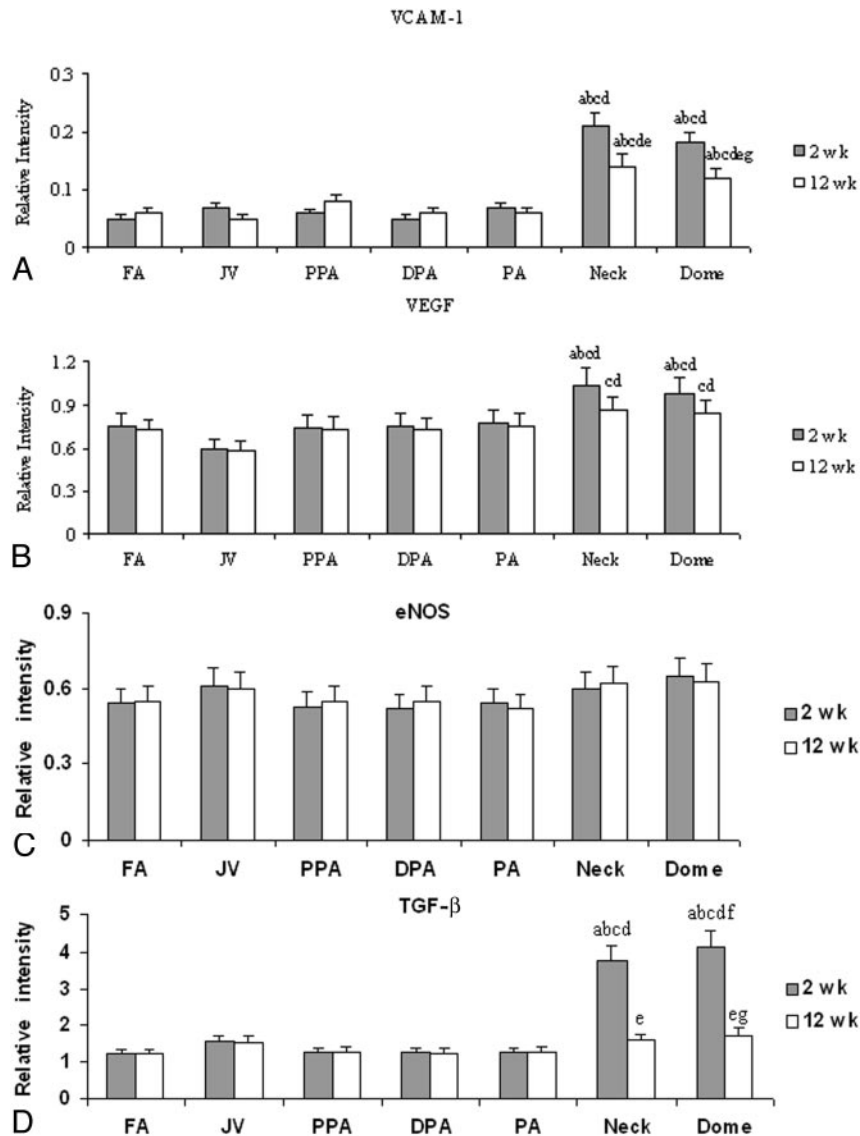 VCAM-1
0.3
0.2
0.1
0
Relative Intensity
abcd
abcde
abcd
abcdeg
2 wk
12 wk
FA JV PPA DPA PA Neck Dome
A
VEGF
1.2
0.9
0.6
0.3
0
Relative Intensity
abcd
cd
abcd
cd
2 wk
12 wk
FA JV PPA DPA PA Neck Dome
B
eNOS
0.9
0.6
0.3
0
Relative intensity
2 wk
12 wk
FA JV PPA DPA PA Neck Dome
C
TGF-β
5
4
3
2
1
0
Relative intensity
abcd
e
abcdf
eg
2 wk
12 wk
FA JV PPA DPA PA Neck Dome
D